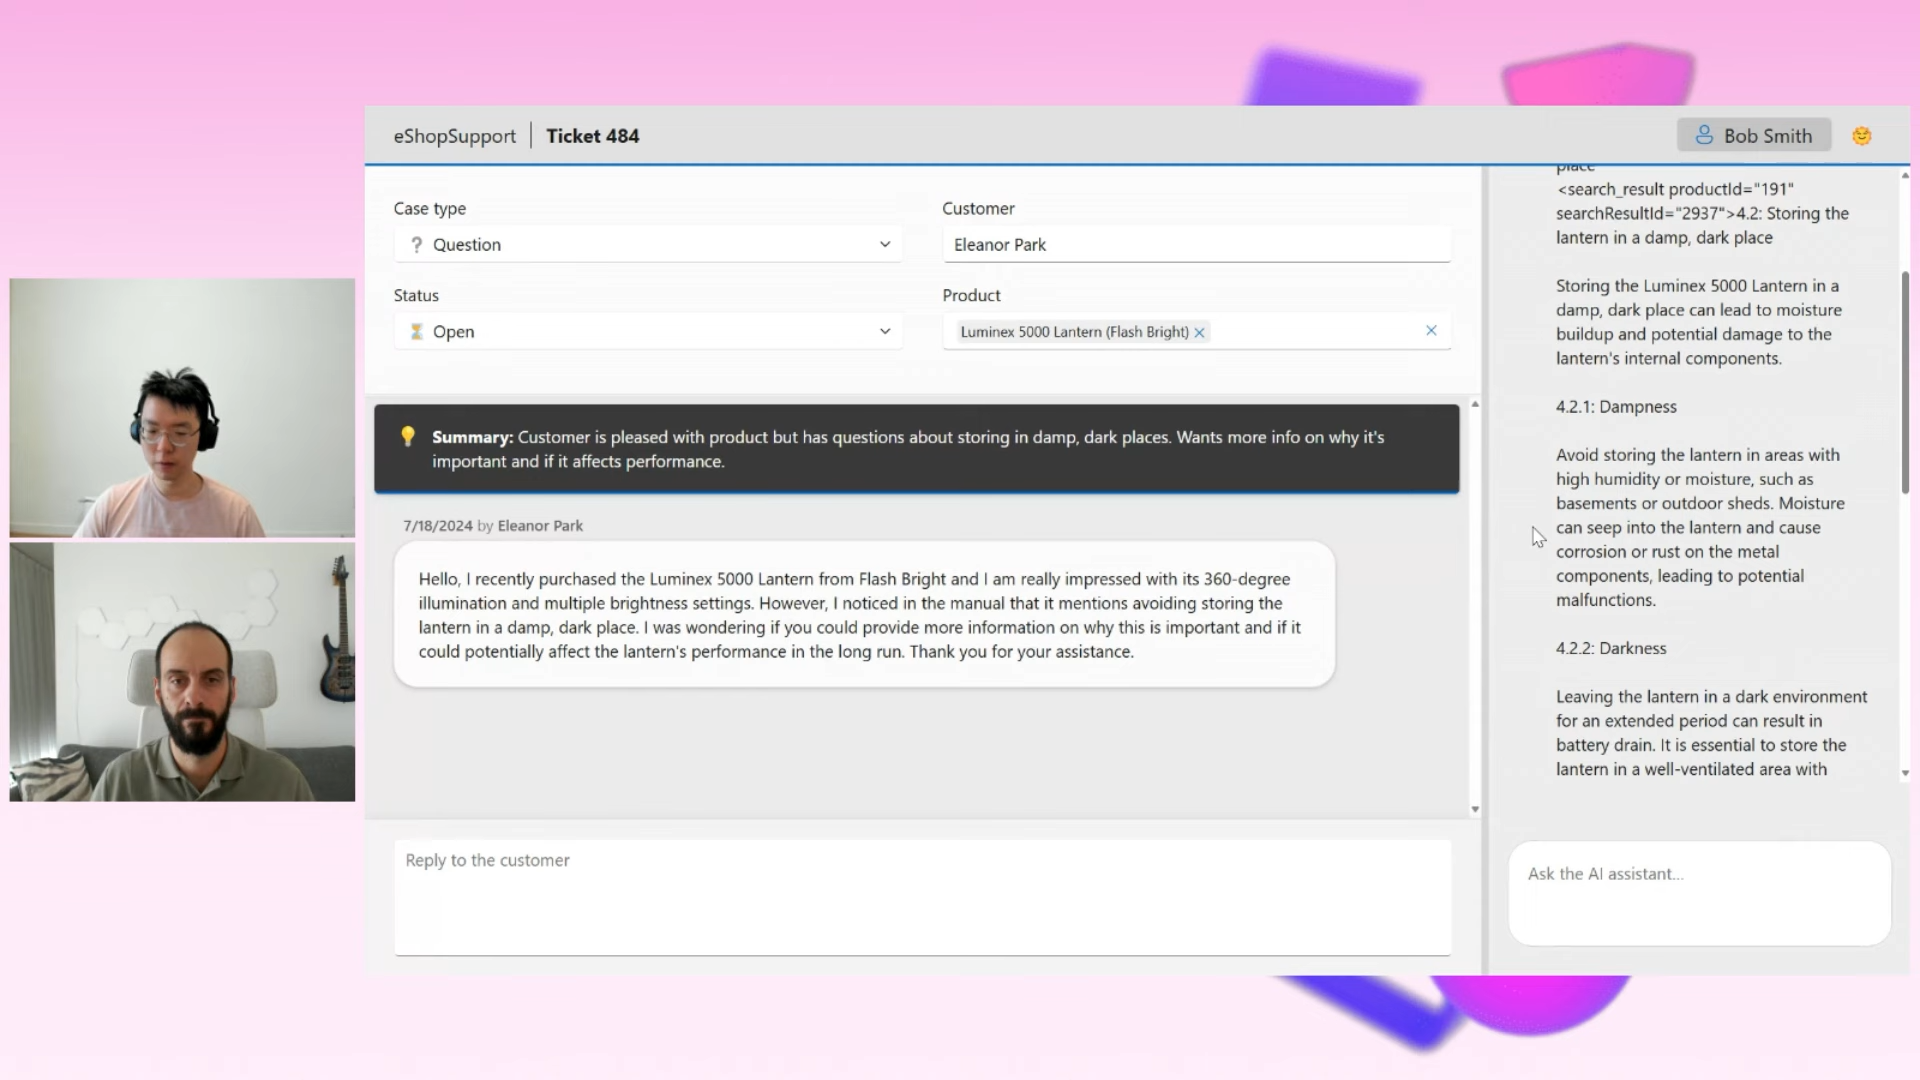 eShopSupport
Ticket 484
Bob Smith
Case type
Question
Customer
Eleanor Park
Status
Open
Product
Luminex 5000 Lantern (Flash Bright)
Summary: Customer is pleased with product but has questions about storing in damp, dark places. Wants more info on why it's
important and if it affects performance.
7/18/2024 by Eleanor Park
Hello, I recently purchased the Luminex 5000 Lantern from Flash Bright and I am really impressed with its 360-degree
illumination and multiple brightness settings. However, I noticed in the manual that it mentions avoiding storing the
lantern in a damp, dark place. I was wondering if you could provide more information on why this is important and if it
could potentially affect the lantern's performance in the long run. Thank you for your assistance.
Reply to the customer
place
<search_result productId="191"
searchResultId="2937">4.2: Storing the
lantern in a damp, dark place
Storing the Luminex 5000 Lantern in a
damp, dark place can lead to moisture
buildup and potential damage to the
lantern's internal components.
4.2.1: Dampness
Avoid storing the lantern in areas with
high humidity or moisture, such as
basements or outdoor sheds. Moisture
can seep into the lantern and cause
corrosion or rust on the metal
components, leading to potential
malfunctions.
4.2.2: Darkness
Leaving the lantern in a dark environment
for an extended period can result in
battery drain. It is essential to store the
lantern in a well-ventilated area with
Ask the AI assistant...